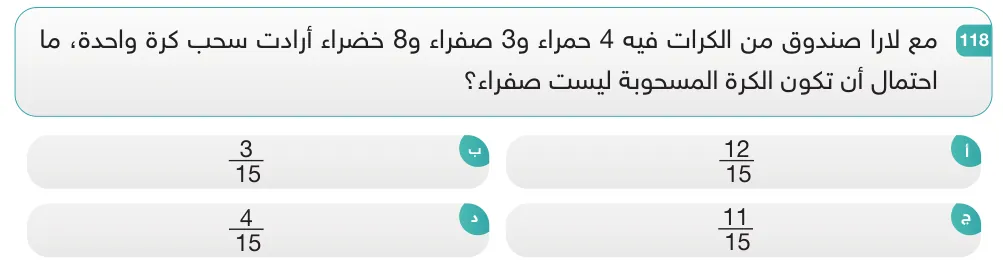 118 مع لارا صندوق من الكرات فيه 4 حمراء و3 صفراء و8 خضراء أرادت سحب كرة واحدة، ما
احتمال أن تكون الكرة المسحوبة ليست صفراء؟
أ 12/15
ب 3/15
ج 11/15
د 4/15